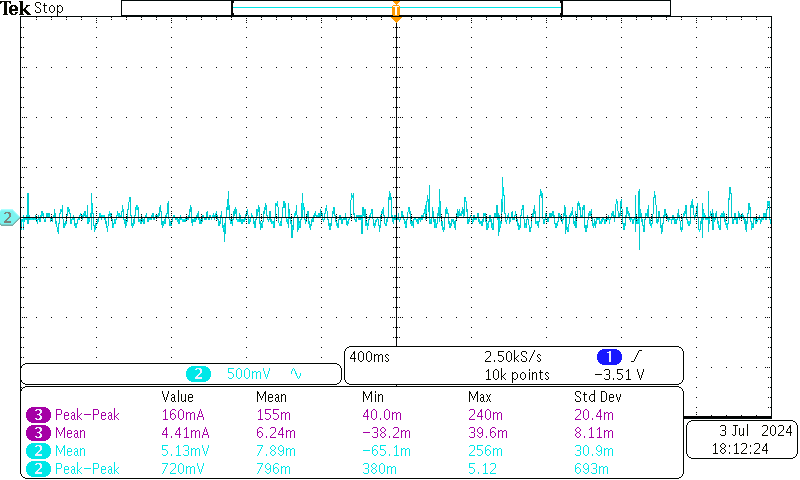 Tek Stop
T
2
2 500mV
400ms 2.50kS/s 1
10k points −3.51 V
Value Mean Min Max Std Dev
3 Peak−Peak 160mA 155m 40.0m 240m 20.4m
3 Mean 4.41mA 6.24m −38.2m 39.6m 8.11m
2 Mean 5.13mV 7.89m −65.1m 256m 30.9m
2 Peak−Peak 720mV 796m 380m 5.12 693m
3 Jul 2024
18:12:24